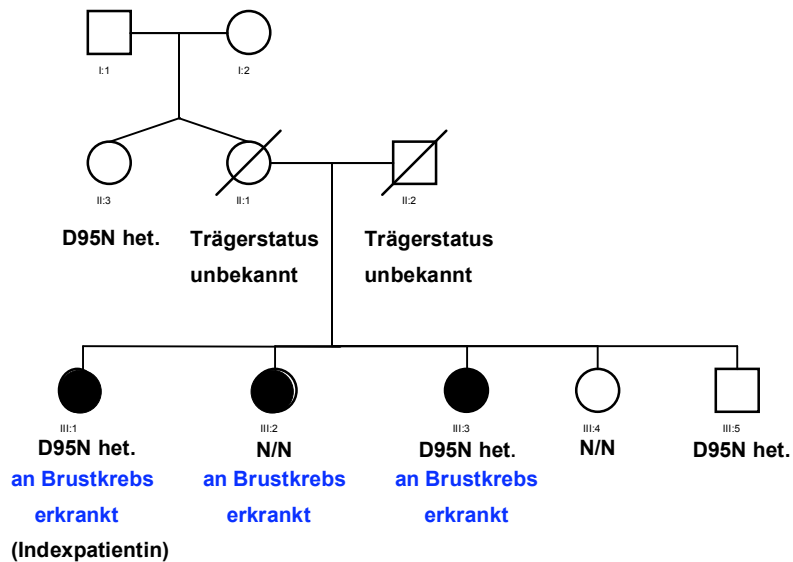 I:1 I:2
II:3 II:1 II:2
D95N het. Trägerstatus Trägerstatus
unbekannt unbekannt
III:1 III:2 III:3 III:4 III:5
D95N het. N/N D95N het. N/N D95N het.
an Brustkrebs an Brustkrebs an Brustkrebs
erkrankt erkrankt erkrankt
(Indexpatientin)